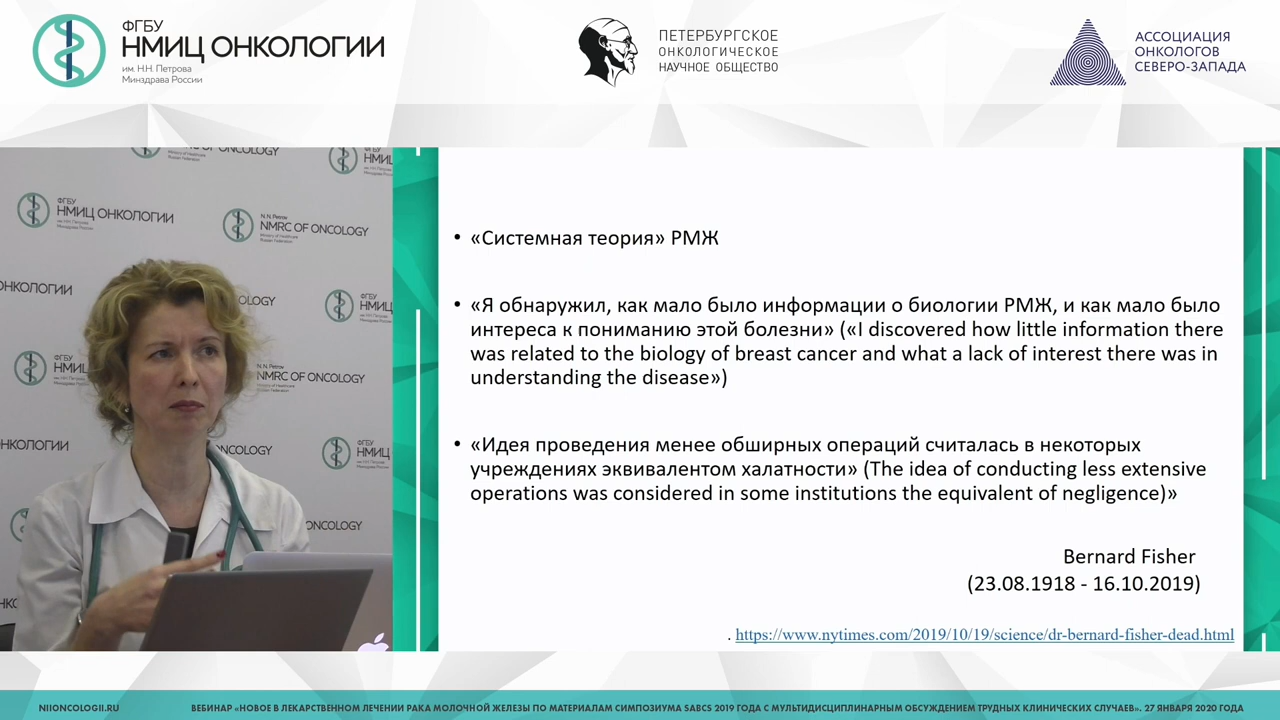 ФГБУ
НМИЦ ОНКОЛОГИИ
им. Н.Н. Петрова
Минздрава России
ПЕТЕРБУРГСКОЕ
ОНКОЛОГИЧЕСКОЕ
НАУЧНОЕ ОБЩЕСТВО
АССОЦИАЦИЯ
ОНКОЛОГОВ
СЕВЕРО-ЗАПАДА
ФГБУ
НМИЦ ОНКОЛОГИИ
N.N. Petrov
NMRC OF ONCOLOGY
NMRC OF ONCOLOGY
• «Системная теория» РМЖ
• «Я обнаружил, как мало было информации о биологии РМЖ, и как мало было
интереса к пониманию этой болезни» («I discovered how little information there
was related to the biology of breast cancer and what a lack of interest there was in
understanding the disease»)
• «Идея проведения менее обширных операций считалась в некоторых
учреждениях эквивалентом халатности» (The idea of conducting less extensive
operations was considered in some institutions the equivalent of negligence)»
Bernard Fisher
(23.08.1918 - 16.10.2019)
. https://www.nytimes.com/2019/10/19/science/dr-bernard-fisher-dead.html
NIIONCOLOGII.RU
ВЕБИНАР «НОВОЕ В ЛЕКАРСТВЕННОМ ЛЕЧЕНИИ РАКА МОЛОЧНОЙ ЖЕЛЕЗЫ ПО МАТЕРИАЛАМ СИМПОЗИУМА SABCS 2019 ГОДА С МУЛЬТИДИСЦИПЛИНАРНЫМ ОБСУЖДЕНИЕМ ТРУДНЫХ КЛИНИЧЕСКИХ СЛУЧАЕВ». 27 ЯНВАРЯ 2020 ГОДА